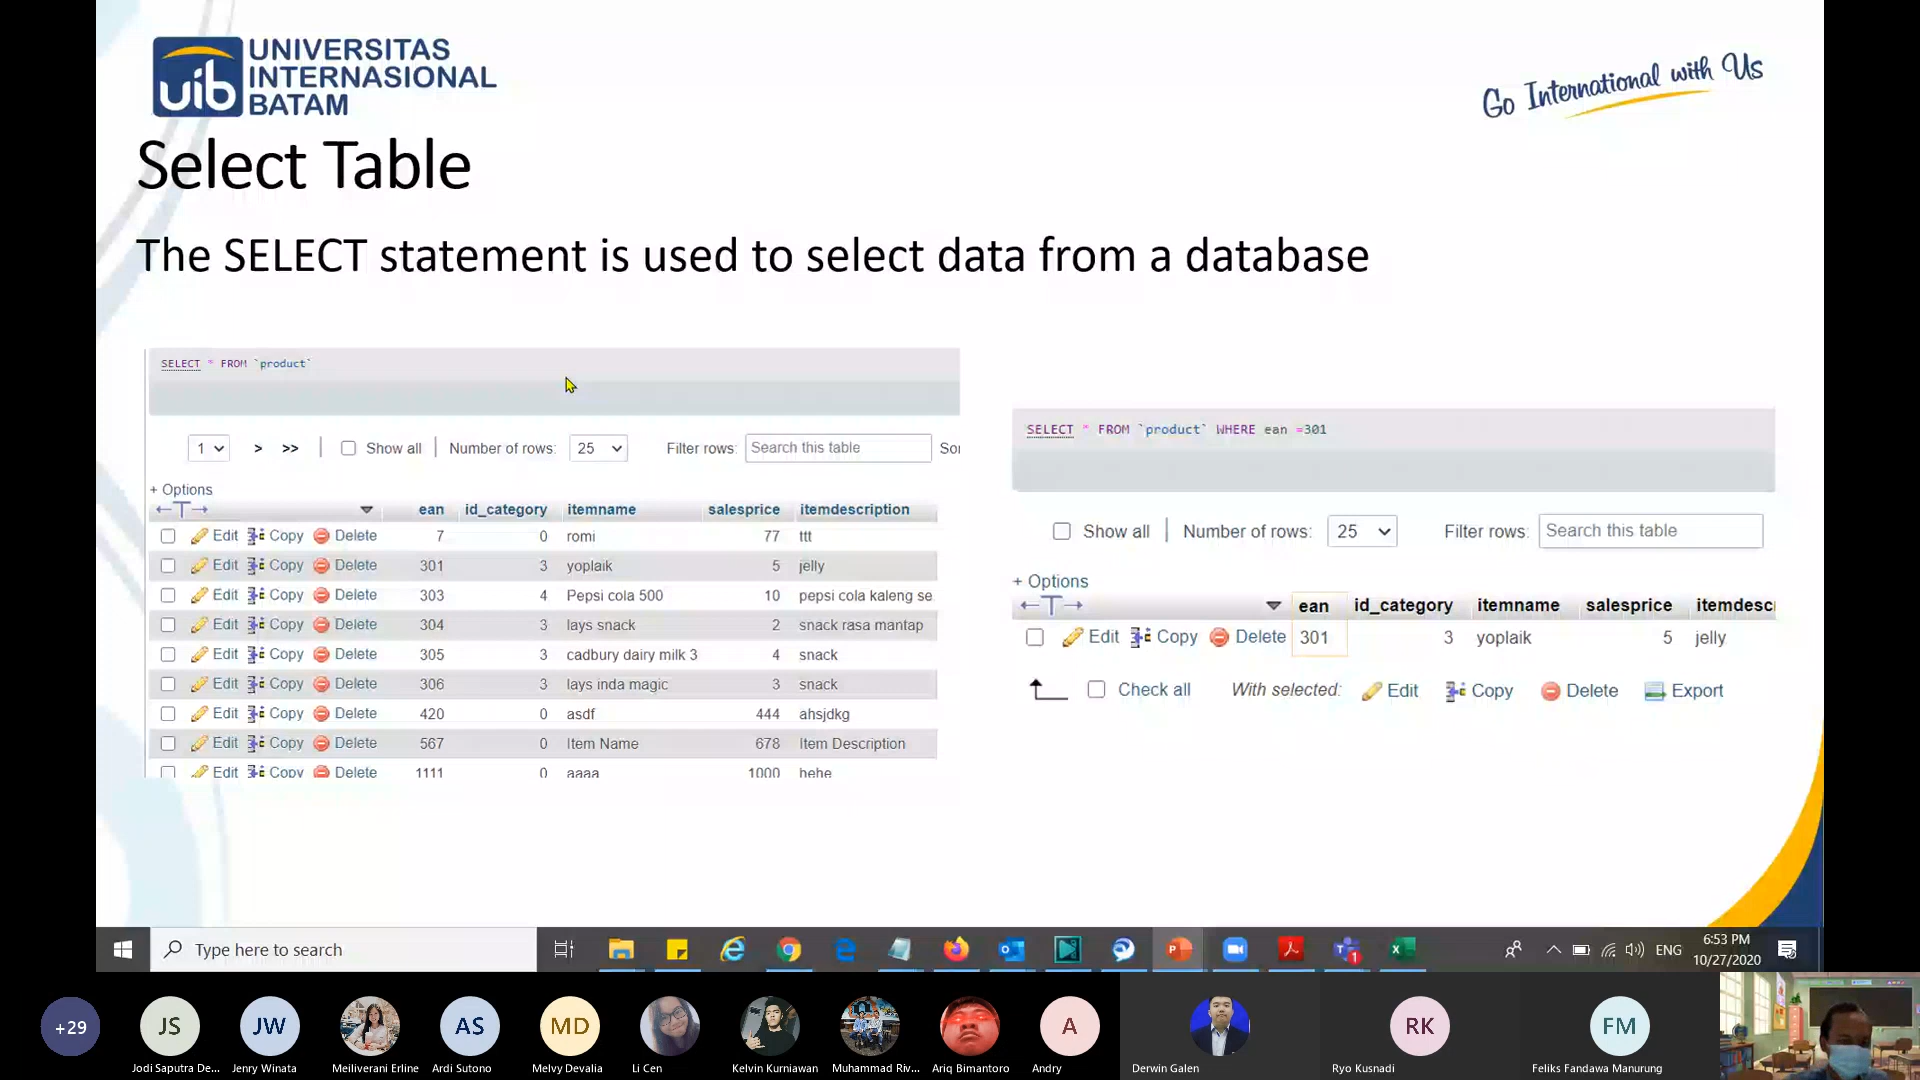 UNIVERSITAS
INTERNASIONAL
BATAM
uib
Go International with Us
Select Table
The SELECT statement is used to select data from a database
SELECT * FROM `product`
1 > >> Show all Number of rows: 25 Filter rows: Search this table Sor
+ Options
ean id_category itemname salesprice itemdescription
Edit Copy Delete 7 0 romi 77 ttt
Edit Copy Delete 301 3 yoplaik 5 jelly
Edit Copy Delete 303 4 Pepsi cola 500 10 pepsi cola kaleng se
Edit Copy Delete 304 3 lays snack 2 snack rasa mantap
Edit Copy Delete 305 3 cadbury dairy milk 3 4 snack
Edit Copy Delete 306 3 lays inda magic 3 snack
Edit Copy Delete 420 0 asdf 444 ahsjdkg
Edit Copy Delete 567 0 Item Name 678 Item Description
Edit Copy Delete 1111 0 aaaa 1000 hehe
SELECT * FROM `product` WHERE ean =301
Show all Number of rows: 25 Filter rows: Search this table
+ Options
ean id_category itemname salesprice itemdesc
Edit Copy Delete 301 3 yoplaik 5 jelly
Check all With selected: Edit Copy Delete Export
Type here to search
ENG
6:53 PM
10/27/2020
+29
JS
JW
AS
MD
A
RK
FM
Jodi Saputra De...
Jenry Winata
Meiliverani Erline
Ardi Sutono
Melvy Devalia
Li Cen
Kelvin Kurniawan
Muhammad Riv...
Ariq Bimantoro
Andry
Derwin Galen
Ryo Kusnadi
Feliks Fandawa Manurung